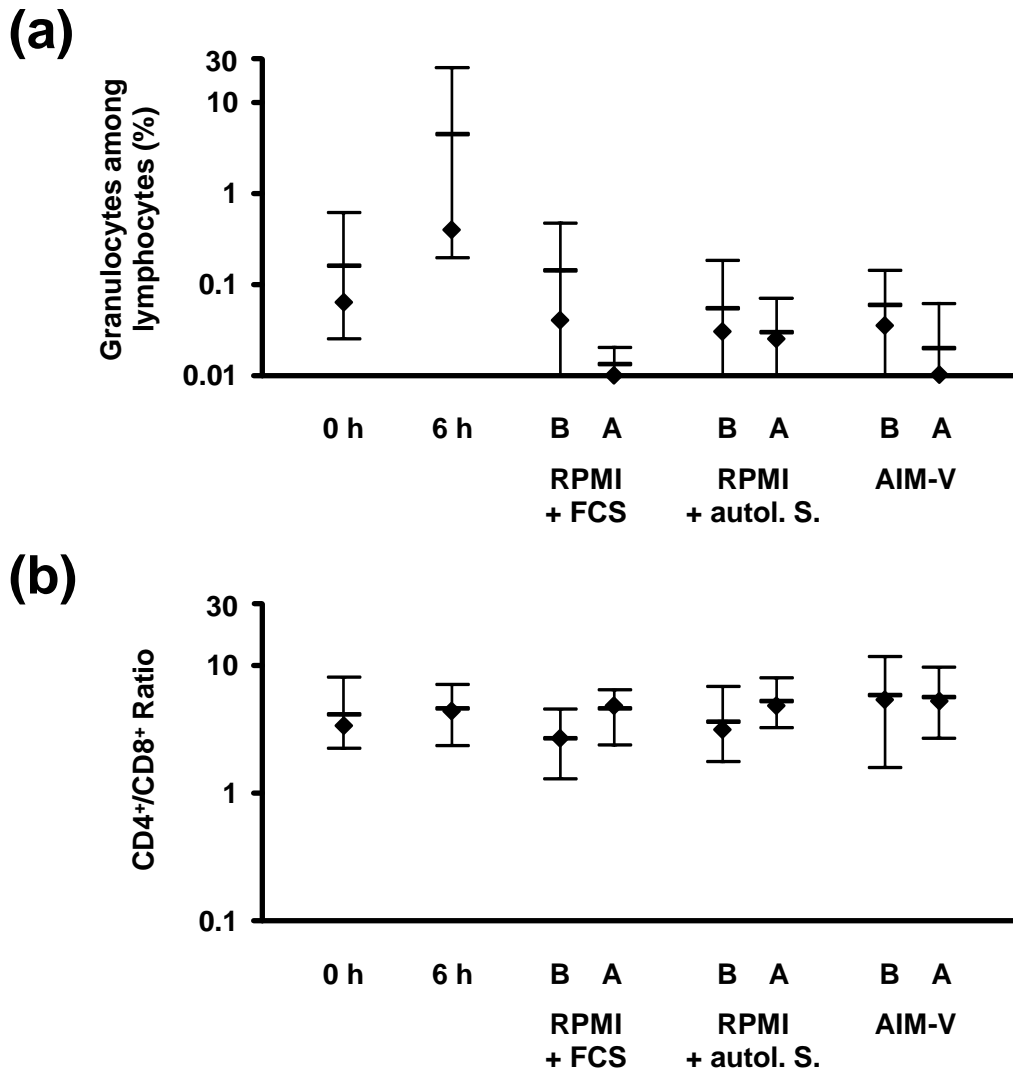 (a)
Granulocytes among
lymphocytes (%)
30
10
1
0.1
0.01
0 h 6 h B A B A B A
RPMI RPMI AIM-V
+ FCS + autol. S.
(b)
CD4⁺/CD8⁺ Ratio
30
10
1
0.1
0 h 6 h B A B A B A
RPMI RPMI AIM-V
+ FCS + autol. S.